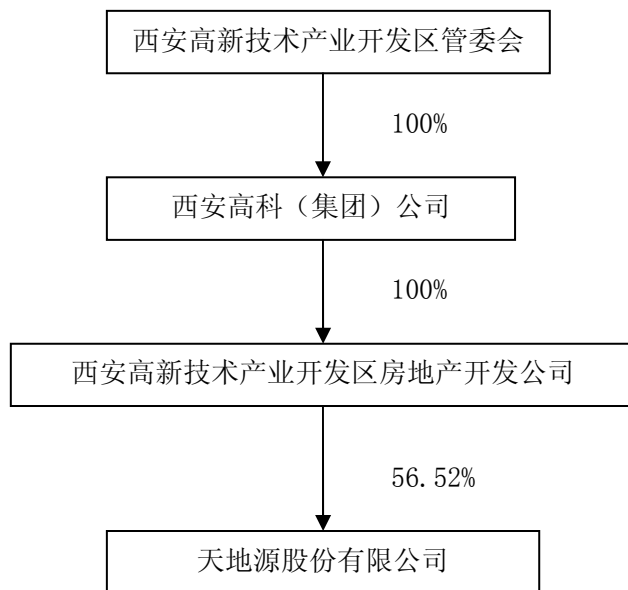 西安高新技术产业开发区管委会
100%
西安高科（集团）公司
100%
西安高新技术产业开发区房地产开发公司
56.52%
天地源股份有限公司